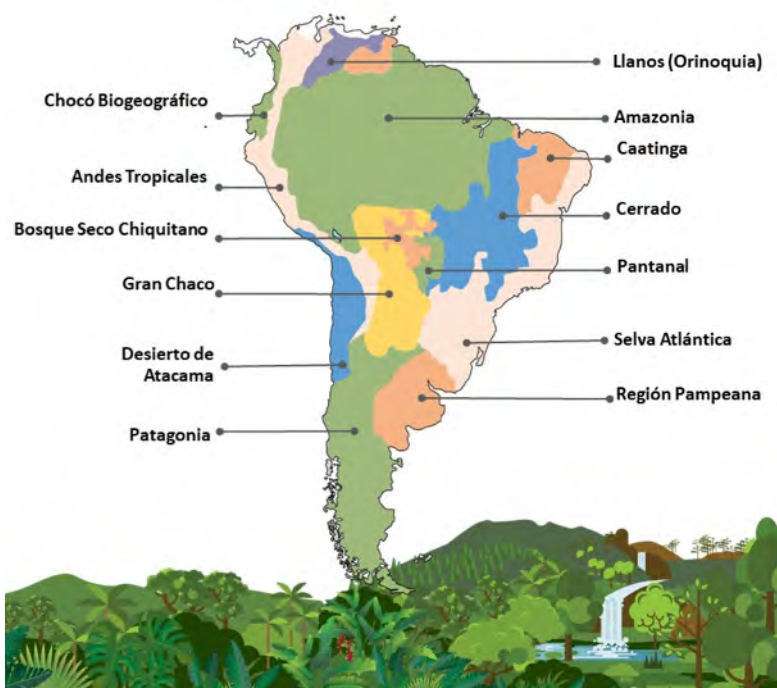 Llanos (Orinoquia)
Chocó Biogeográfico
Amazonia
Caatinga
Andes Tropicales
Cerrado
Bosque Seco Chiquitano
Pantanal
Gran Chaco
Selva Atlántica
Desierto de
Atacama
Región Pampeana
Patagonia